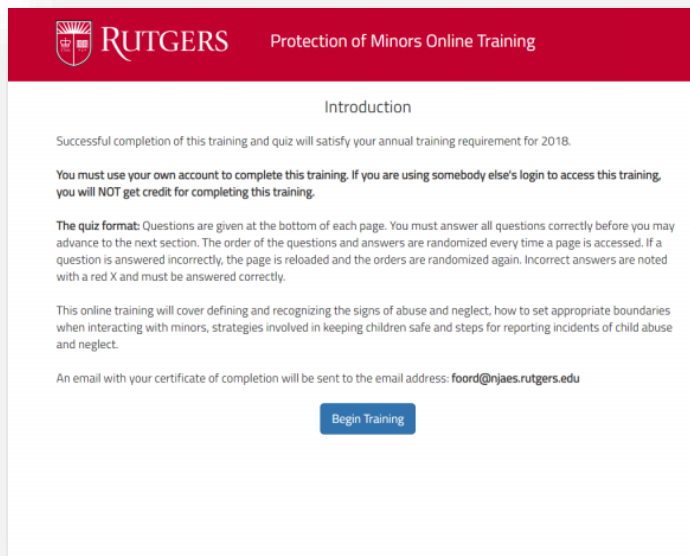 RUTGERS Protection of Minors Online Training
Introduction
Successful completion of this training and quiz will satisfy your annual training requirement for 2018.
You must use your own account to complete this training. If you are using somebody else's login to access this training,
you will NOT get credit for completing this training.
The quiz format: Questions are given at the bottom of each page. You must answer all questions correctly before you may
advance to the next section. The order of the questions and answers are randomized every time a page is accessed. If a
question is answered incorrectly, the page is reloaded and the orders are randomized again. Incorrect answers are noted
with a red X and must be answered correctly.
This online training will cover defining and recognizing the signs of abuse and neglect, how to set appropriate boundaries
when interacting with minors, strategies involved in keeping children safe and steps for reporting incidents of child abuse
and neglect.
An email with your certificate of completion will be sent to the email address: foord@njaes.rutgers.edu
Begin Training